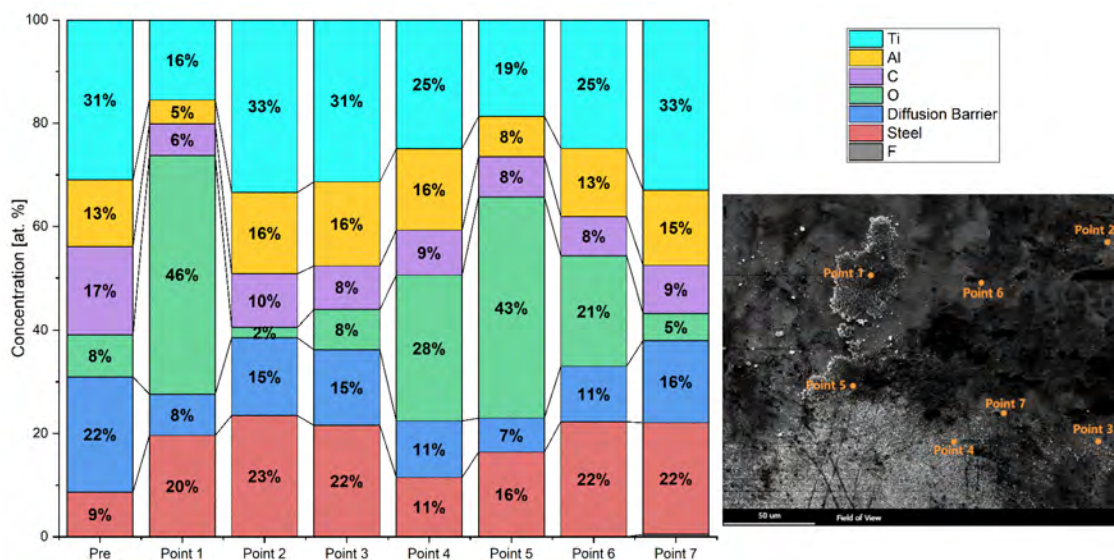 100
80
60
40
20
0
Concentration [at. %]
31%
13%
17%
8%
22%
9%
16%
5%
6%
46%
8%
20%
33%
16%
10%
2%
15%
23%
31%
16%
8%
8%
15%
22%
25%
16%
9%
28%
11%
11%
19%
8%
8%
43%
7%
16%
25%
13%
8%
21%
11%
22%
33%
15%
9%
5%
16%
22%
Pre
Point 1
Point 2
Point 3
Point 4
Point 5
Point 6
Point 7
Ti
Al
C
O
Diffusion Barrier
Steel
F
Point 2
Point 1
Point 6
Point 5
Point 7
Point 3
Point 4
50 um
Field of View